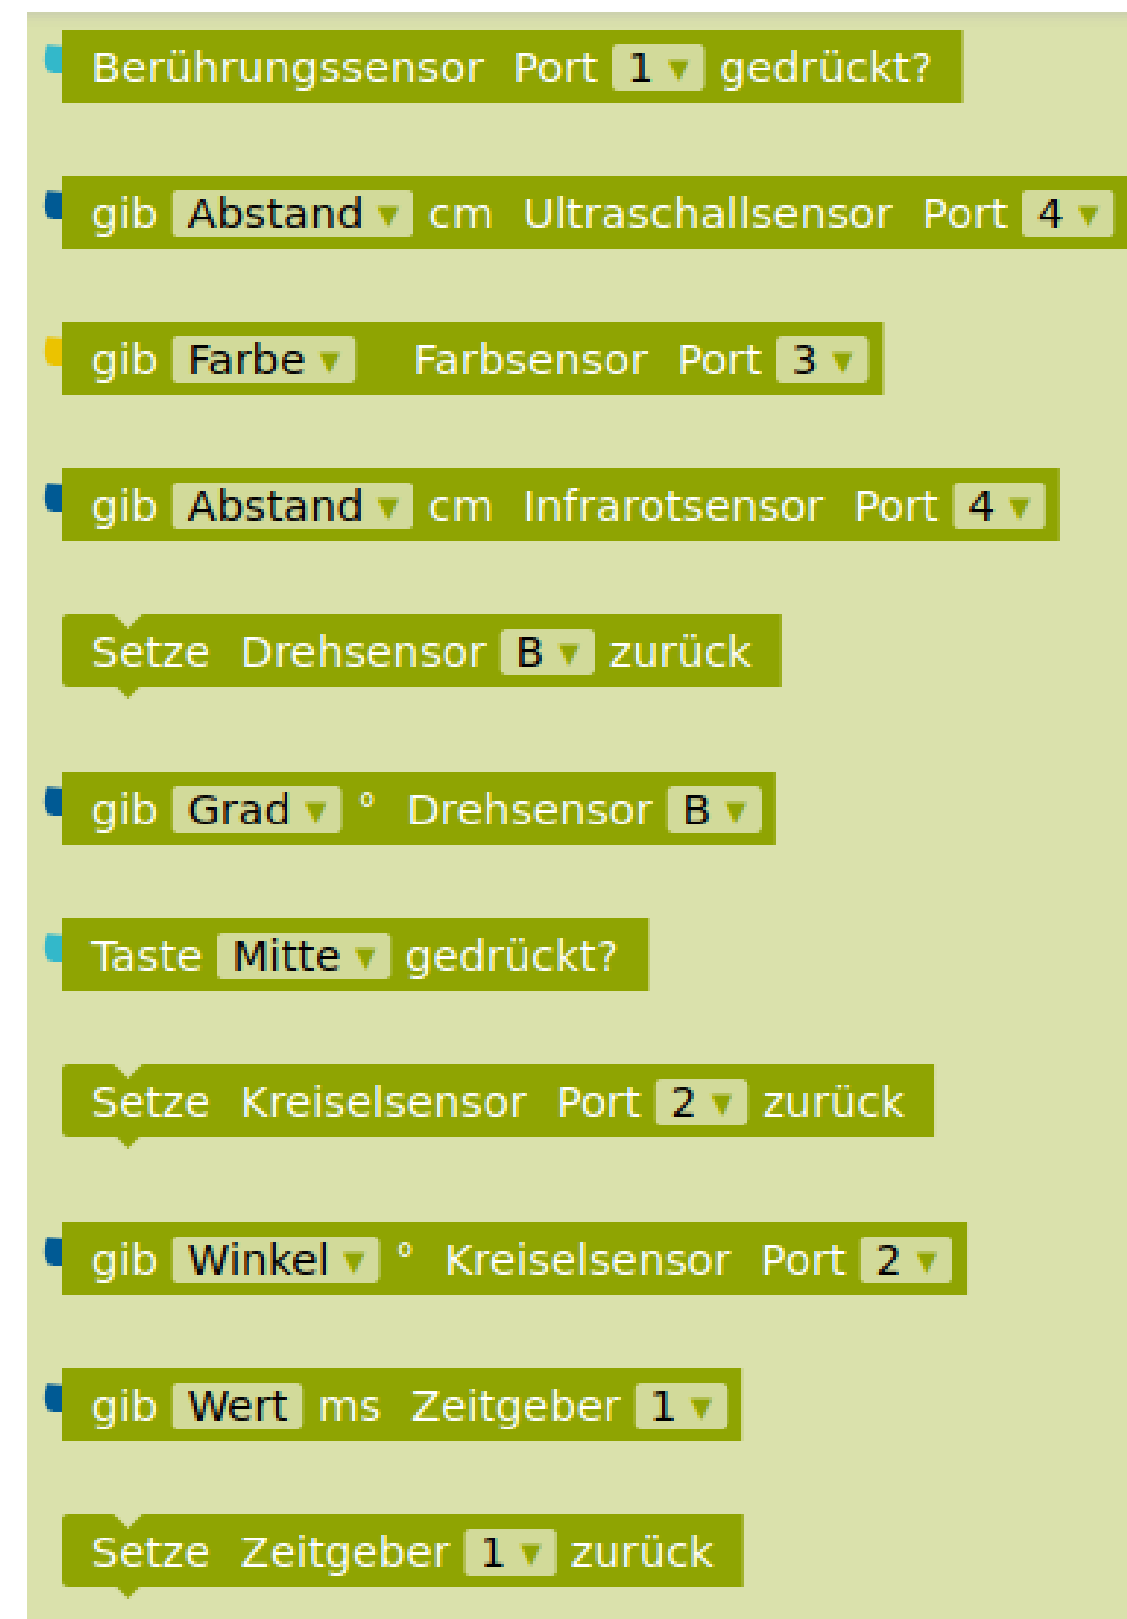 Berührungssensor Port 1 gedrückt?
gib Abstand cm Ultraschallsensor Port 4
gib Farbe Farbsensor Port 3
gib Abstand cm Infrarotsensor Port 4
Setze Drehsensor B zurück
gib Grad ° Drehsensor B
Taste Mitte gedrückt?
Setze Kreiselsensor Port 2 zurück
gib Winkel ° Kreiselsensor Port 2
gib Wert ms Zeitgeber 1
Setze Zeitgeber 1 zurück